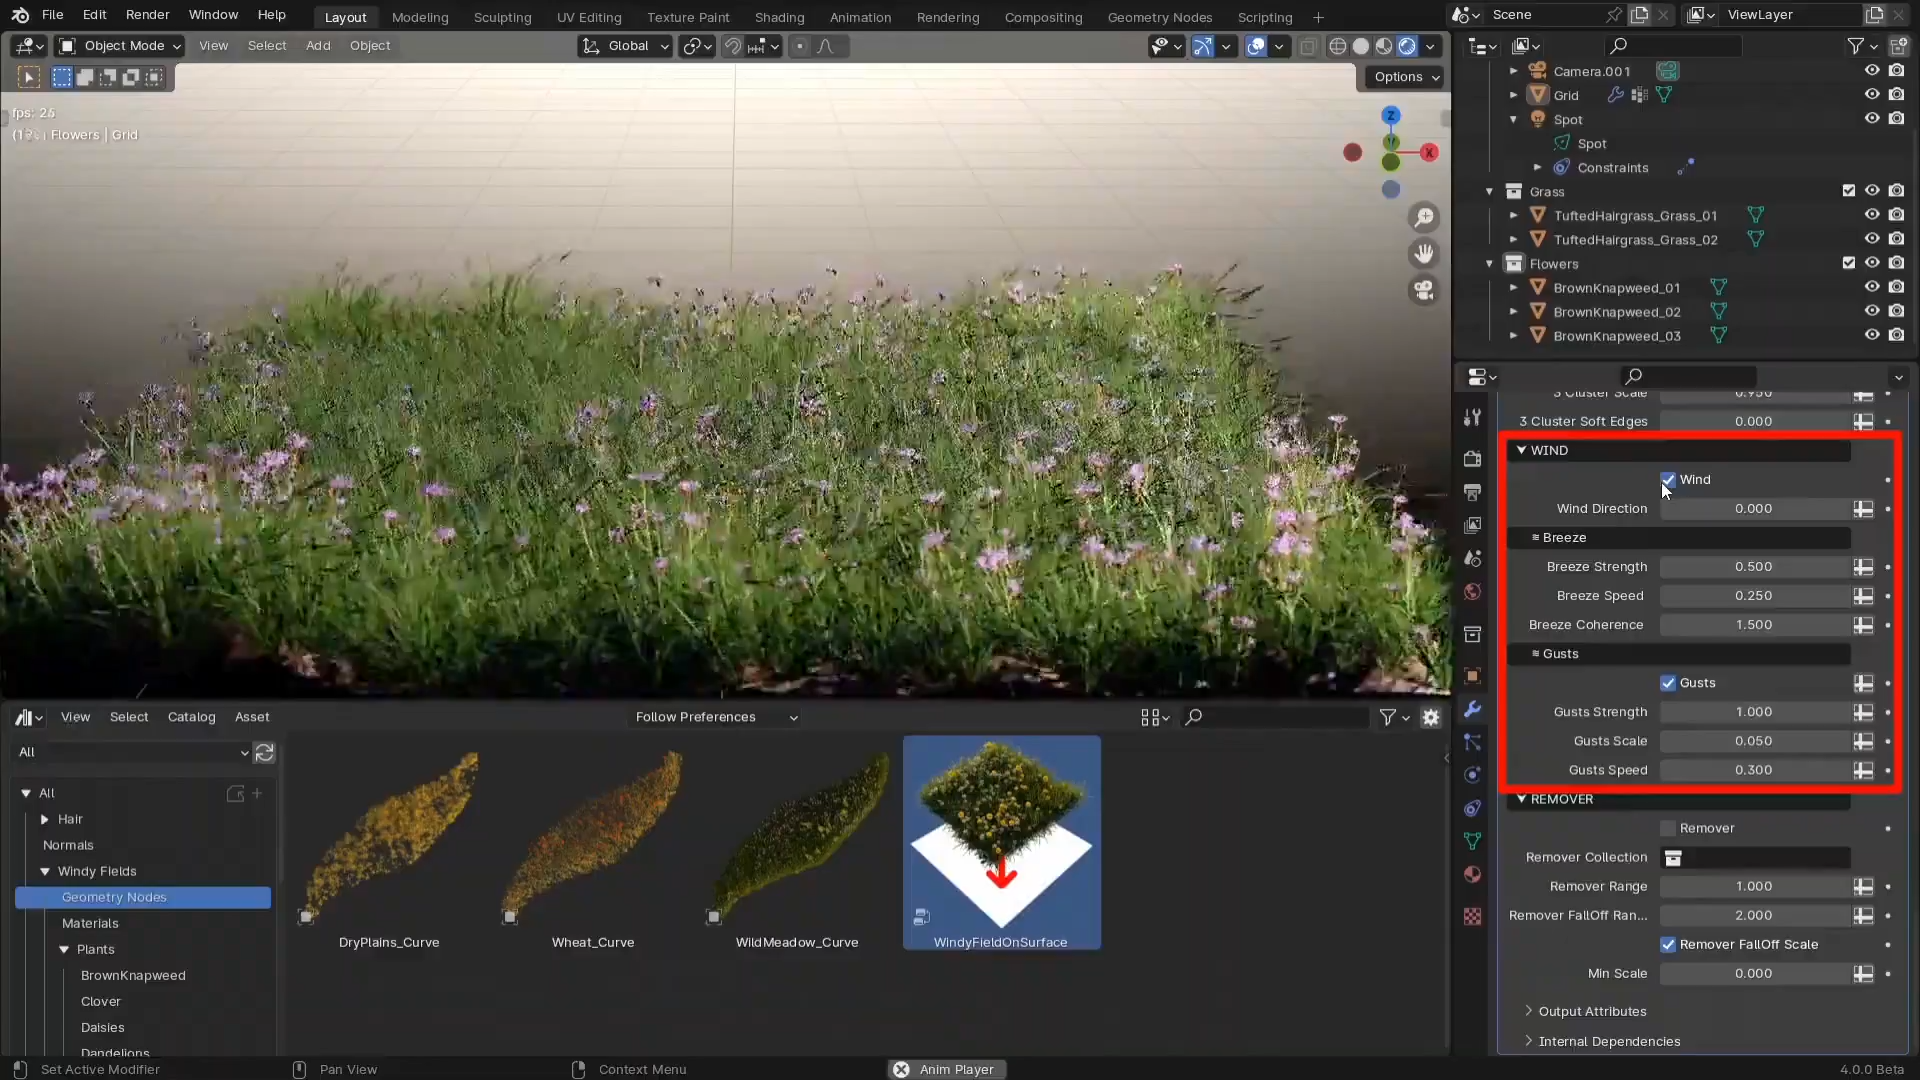 File Edit Render Window Help
Layout Modeling Sculpting UV Editing Texture Paint Shading Animation Rendering Compositing Geometry Nodes Scripting +
Scene
ViewLayer
Object Mode View Select Add Object
Global
Options
fps: 25
Flowers | Grid
Z
Y
X
Camera.001
Grid
Spot
Spot
Constraints
Grass
TuftedHairgrass_Grass_01
TuftedHairgrass_Grass_02
Flowers
BrownKnapweed_01
BrownKnapweed_02
BrownKnapweed_03
3 Cluster Scale 0.950
3 Cluster Soft Edges 0.000
WIND
Wind
Wind Direction 0.000
≋ Breeze
Breeze Strength 0.500
Breeze Speed 0.250
Breeze Coherence 1.500
≋ Gusts
Gusts
Gusts Strength 1.000
Gusts Scale 0.050
Gusts Speed 0.300
REMOVER
Remover
Remover Collection
Remover Range 1.000
Remover FallOff Ran... 2.000
Remover FallOff Scale
Min Scale 0.000
Output Attributes
Internal Dependencies
View Select Catalog Asset
Follow Preferences
All
All
Hair
Normals
Windy Fields
Geometry Nodes
Materials
Plants
BrownKnapweed
Clover
Daisies
Dandelions
DryPlains_Curve
Wheat_Curve
WildMeadow_Curve
WindyFieldOnSurface
Set Active Modifier
Pan View
Context Menu
Anim Player
4.0.0 Beta